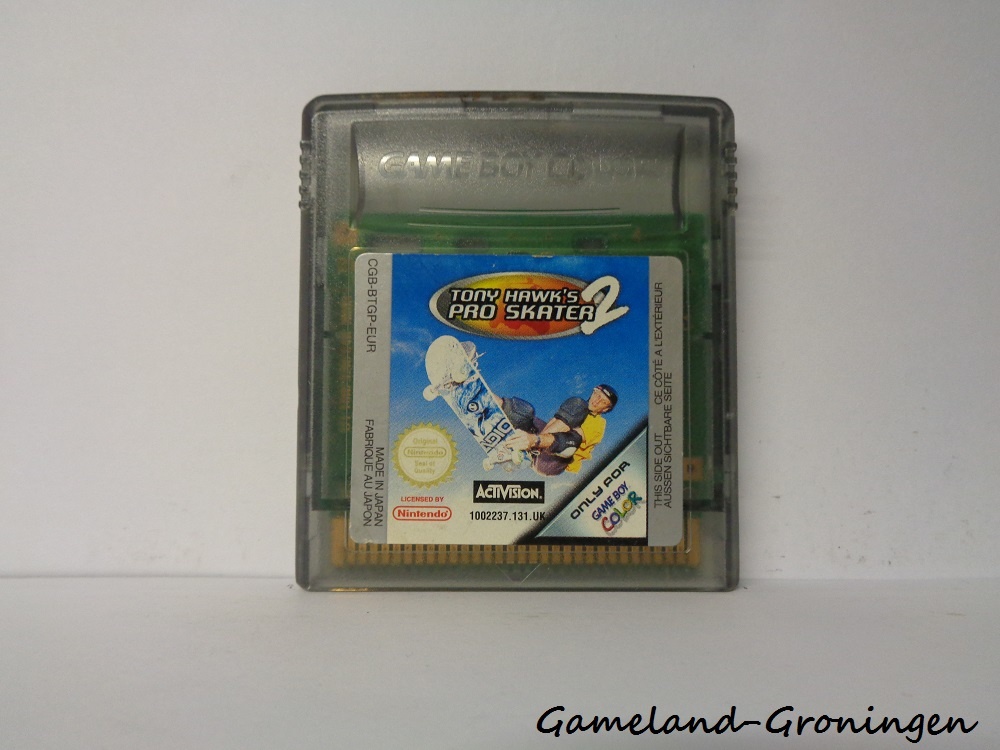 GAME BOY COLOR
CGB-BTGP-EUR
MADE IN JAPAN
FABRIQUE AU JAPON
TONY HAWK'S
PRO SKATER 2
Original
Nintendo
Seal of
Quality
LICENSED BY
Nintendo
ACTIVISION.
1002237.131.UK
ONLY FOR
GAME BOY
COLOR
THIS SIDE OUT CE CÔTÉ A L'EXTÉRIEUR
AUSSEN SICHTBARE SEITE
Gameland-Groningen